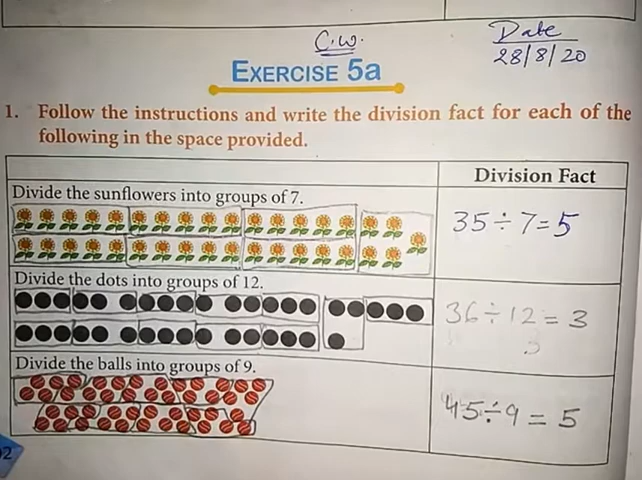 C.W.
Date
28/8/20
EXERCISE 5a
1. Follow the instructions and write the division fact for each of the
following in the space provided.
Division Fact
Divide the sunflowers into groups of 7.
35÷7=5
Divide the dots into groups of 12.
36÷12=3
Divide the balls into groups of 9.
45÷9=5